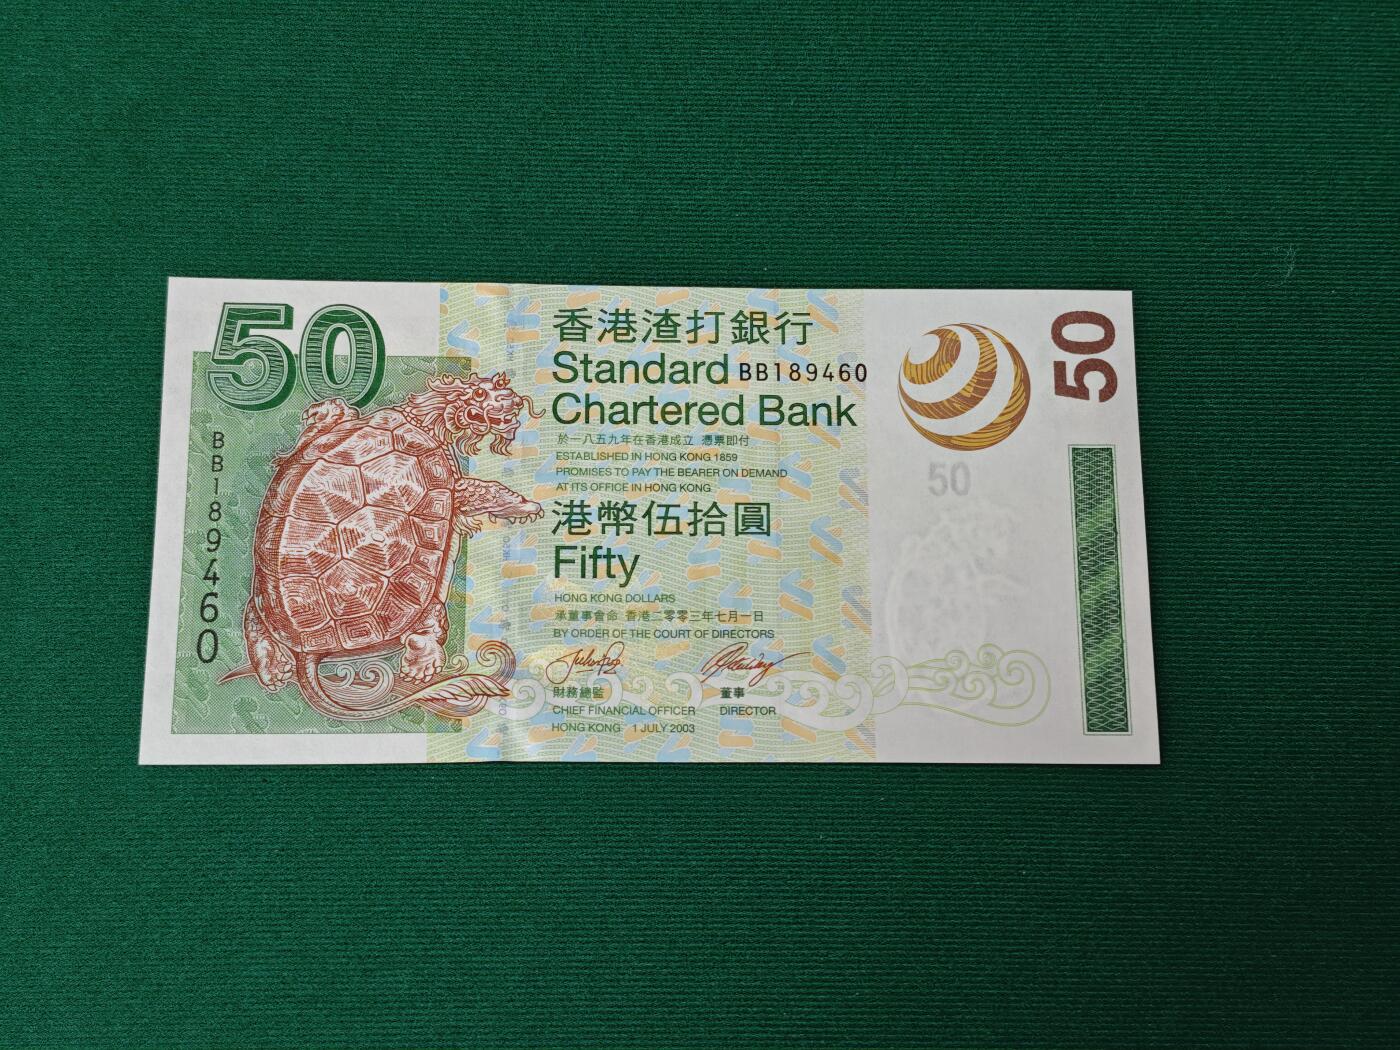 50
香港渣打銀行
Standard
BB189460
Chartered Bank
於一八五九年在香港成立 憑票即付
ESTABLISHED IN HONG KONG 1859
PROMISES TO PAY THE BEARER ON DEMAND
AT ITS OFFICE IN HONG KONG
港幣伍拾圓
Fifty
HONG KONG DOLLARS
承董事會命 香港二零零三年七月一日
BY ORDER OF THE COURT OF DIRECTORS
財務總監
董事
CHIEF FINANCIAL OFFICER
DIRECTOR
HONG KONG 1 JULY 2003
BB189460
50
50